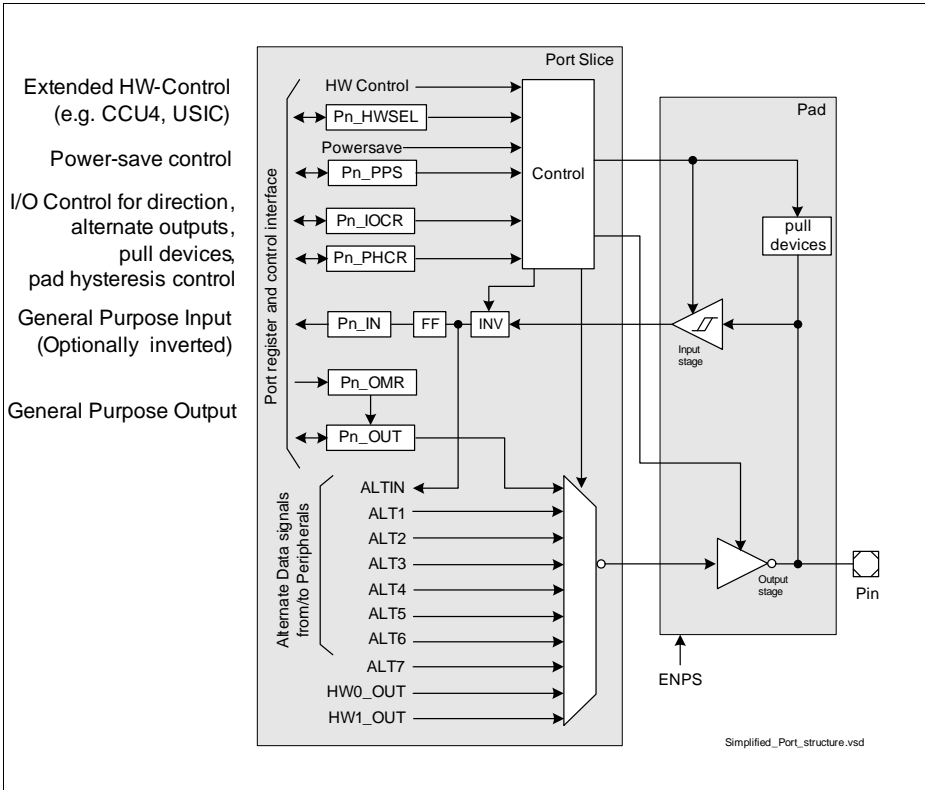 Port Slice
Extended HW-Control
(e.g. CCU4, USIC)
HW Control
Pn_HWSEL
Power-save control
Powersave
Pn_PPS
Control
I/O Control for direction,
alternate outputs,
pull devices,
pad hysteresis control
Pn_IOCR
Pn_PHCR
Port register and control interface
General Purpose Input
(Optionally inverted)
Pn_IN
FF
INV
Pn_OMR
General Purpose Output
Pn_OUT
Alternate Data signals
from/to Peripherals
ALTIN
ALT1
ALT2
ALT3
ALT4
ALT5
ALT6
ALT7
HW0_OUT
HW1_OUT
Pad
pull
devices
Input
stage
Output
stage
Pin
ENPS
Simplified_Port_structure.vsd